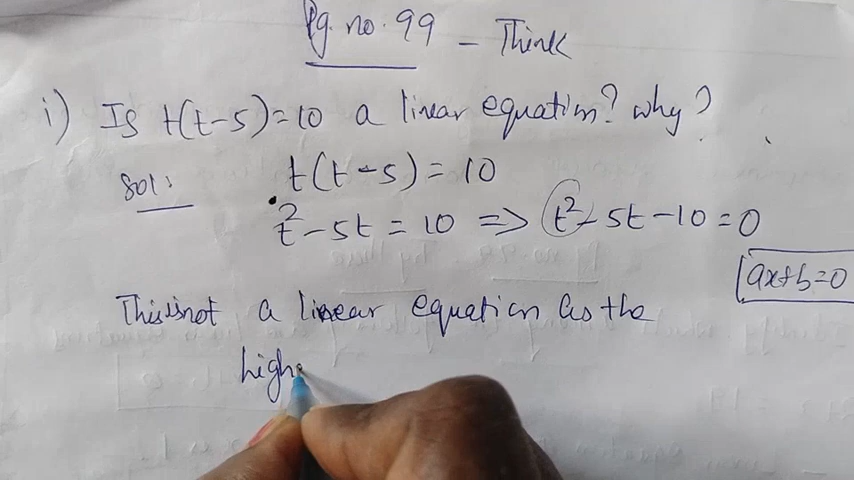 Pg. no. 99 - Think
i) Is t(t-5)=10 a linear equation? why?
Sol: t(t-5) = 10
t²-5t = 10 => t²-5t-10=0
ax+b=0
This is not a linear equation as the
highe